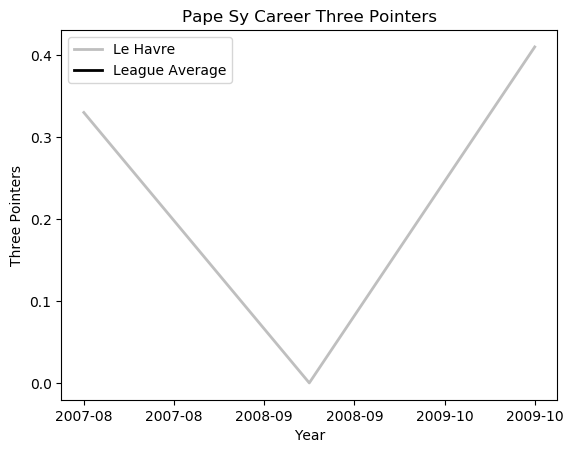 Pape Sy Career Three Pointers
Le Havre
League Average
0.4
0.3
0.2
0.1
0.0
Three Pointers
2007-08 2007-08 2008-09 2008-09 2009-10 2009-10
Year